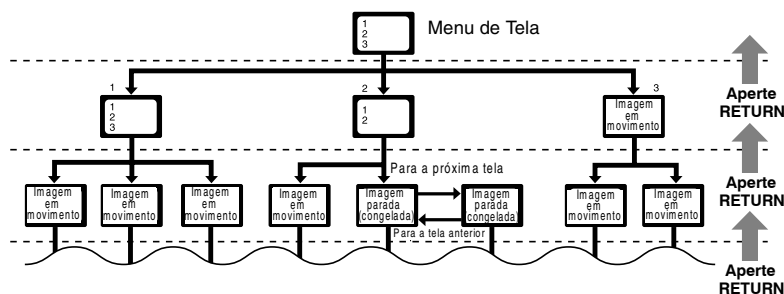 1
2
3
Menu de Tela
1
2
3
1
2
3
1
2
Imagem
em
movimento
Aperte
RETURN
Para a próxima tela
Imagem
em
movimento
Imagem
em
movimento
Imagem
em
movimento
Imagem
em
movimento
Imagem
parada
(congelada)
Imagem
parada
congelada)
Imagem
em
movimento
Imagem
em
movimento
Aperte
RETURN
Para a tela anterior
Aperte
RETURN